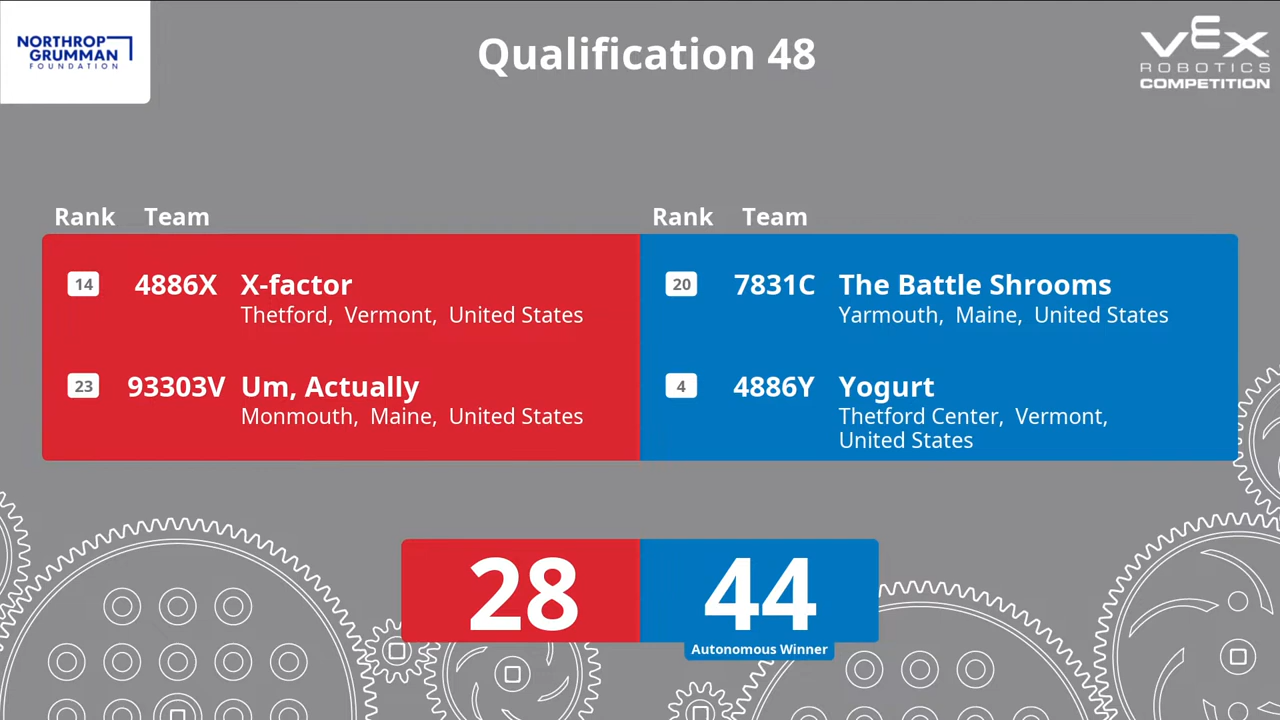 NORTHROP
GRUMMAN
FOUNDATION
Qualification 48
VEX
ROBOTICS
COMPETITION
Rank Team
14 4886X X-factor
Thetford, Vermont, United States
23 93303V Um, Actually
Monmouth, Maine, United States
Rank Team
20 7831C The Battle Shrooms
Yarmouth, Maine, United States
4 4886Y Yogurt
Thetford Center, Vermont,
United States
28 44
Autonomous Winner